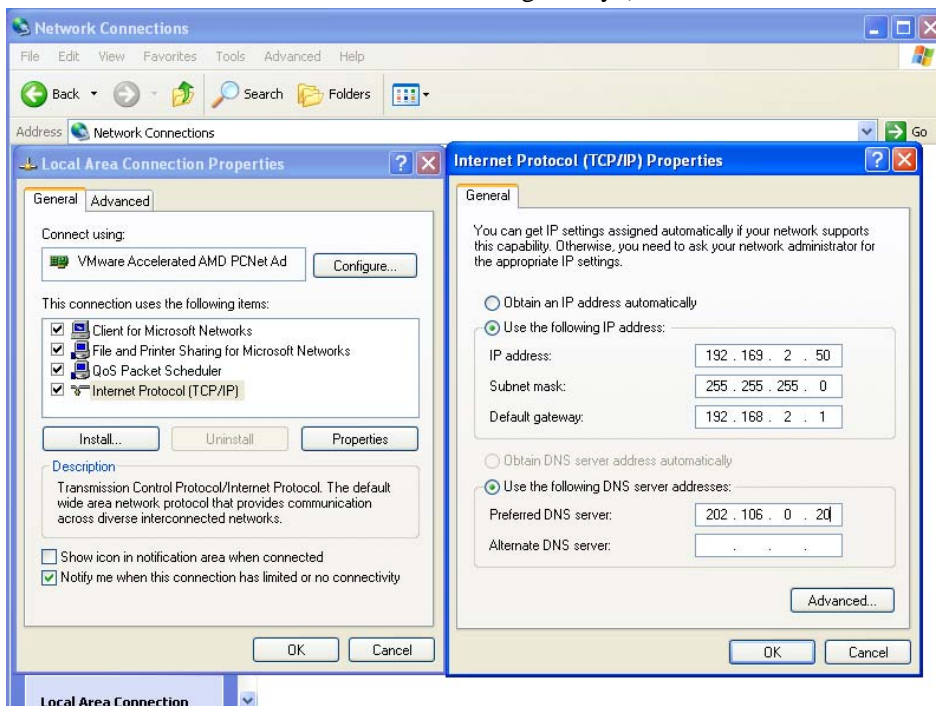 Network Connections
File Edit View Favorites Tools Advanced Help
Back Search Folders
Address Network Connections Go
Local Area Connection Properties
General Advanced
Connect using:
VMware Accelerated AMD PCNet Ad Configure...
This connection uses the following items:
Client for Microsoft Networks
File and Printer Sharing for Microsoft Networks
QoS Packet Scheduler
Internet Protocol (TCP/IP)
Install... Uninstall Properties
Description
Transmission Control Protocol/Internet Protocol. The default
wide area network protocol that provides communication
across diverse interconnected networks.
Show icon in notification area when connected
Notify me when this connection has limited or no connectivity
OK Cancel
Internet Protocol (TCP/IP) Properties
General
You can get IP settings assigned automatically if your network supports
this capability. Otherwise, you need to ask your network administrator for
the appropriate IP settings.
Obtain an IP address automatically
Use the following IP address:
IP address: 192 . 169 . 2 . 50
Subnet mask: 255 . 255 . 255 . 0
Default gateway: 192 . 168 . 2 . 1
Obtain DNS server address automatically
Use the following DNS server addresses:
Preferred DNS server: 202 . 106 . 0 . 20
Alternate DNS server: . . .
Advanced...
OK Cancel
Local Area Connection